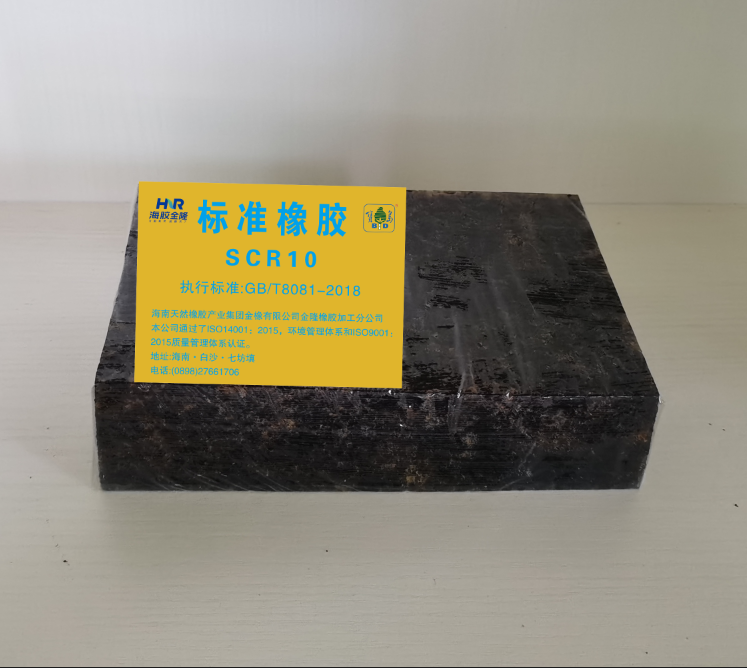 HNR
海胶金隆
标准橡胶
BD
SCR10
执行标准:GB/T8081-2018
海南天然橡胶产业集团金橡有限公司金隆橡胶加工分公司
本公司通过了ISO14001：2015，环境管理体系和ISO9001：
2015质量管理体系认证。
地址:海南·白沙·七坊镇
电话:(0898)27661706